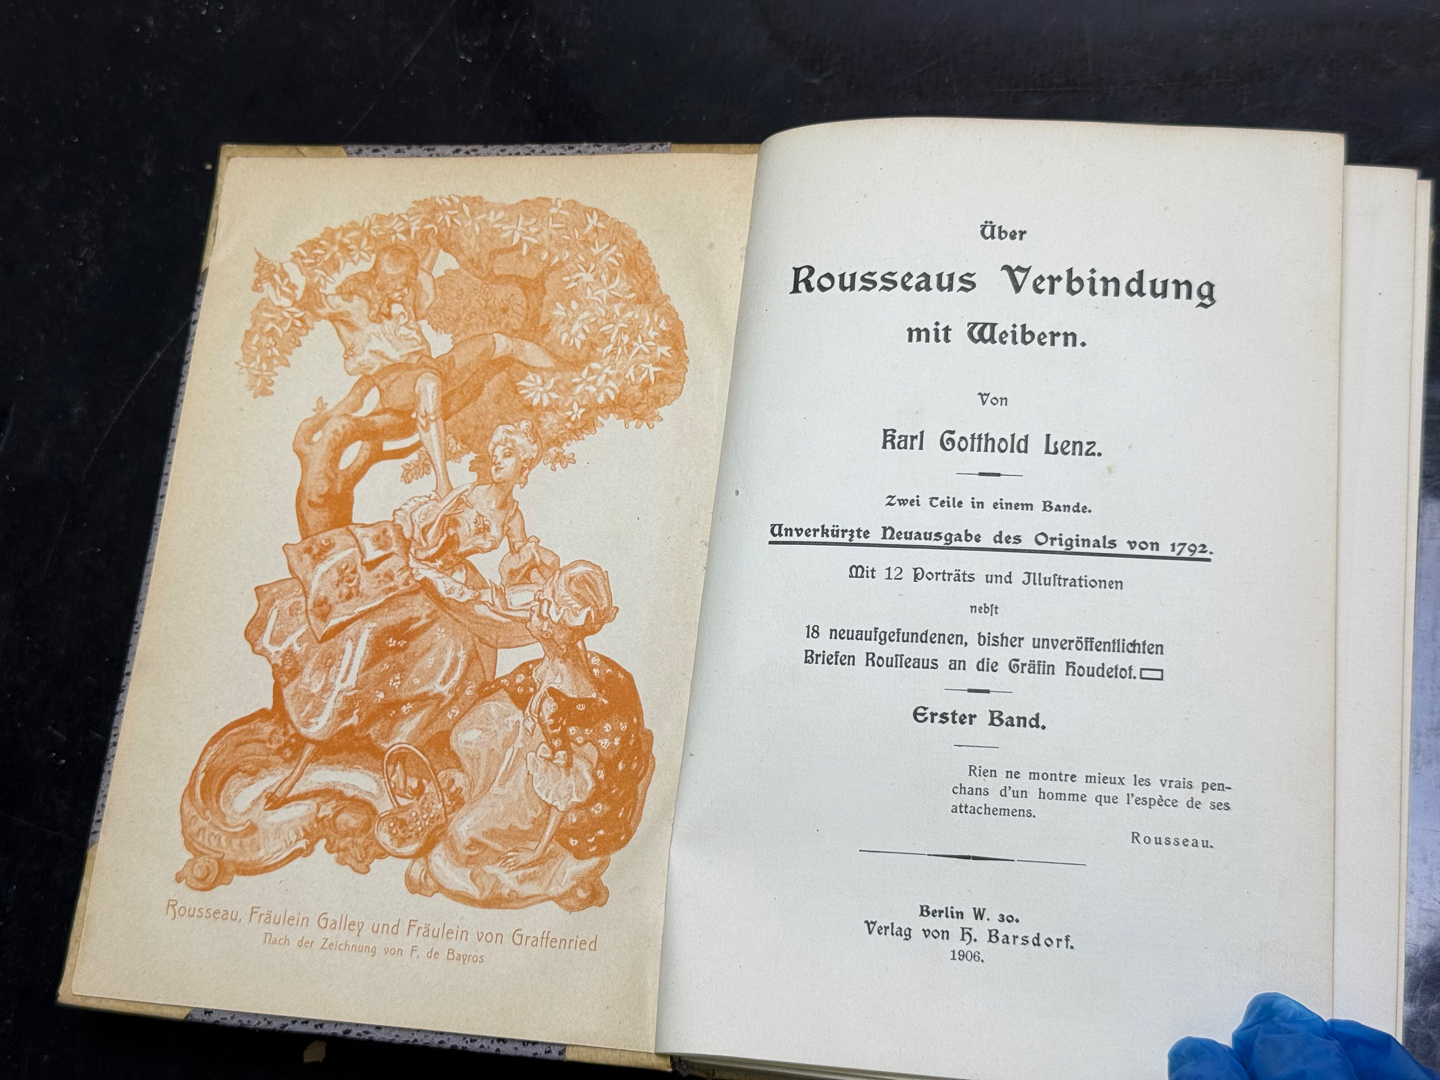 Rousseau, Fräulein Galley und Fräulein von Graffenried
Nach der Zeichnung von F. de Bayros
Über
Rousseaus Verbindung
mit Weibern.
Von
Karl Gotthold Lenz.
Zwei Teile in einem Bande.
Unverkürzte Neuausgabe des Originals von 1792.
Mit 12 Porträts und Illuſtrationen
nebſt
18 neuaufgefundenen, bisher unveröffentlichten
Briefen Rouſſeaus an die Gräfin Houdetot.
Erster Band.
Rien ne montre mieux les vrais pen-
chans d'un homme que l'espèce de ses
attachemens.
Rousseau.
Berlin W. 30.
Verlag von H. Barsdorf.
1906.